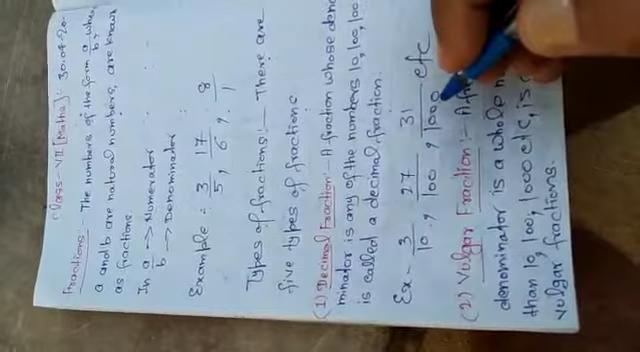 Class-VII [Maths]: 30.04.20
Fractions:- The numbers of the form a/b, where
a and b are natural numbers, are known
as fractions.
In a/b a → Numerator
b → Denominator
Example: 3/5, 17/6, 8/1
Types of fractions:- There are
five types of fractions
(1) Decimal Fraction:- A fraction whose deno
minator is any of the numbers 10, 100, 100
is called a decimal fraction.
Ex - 3/10, 27/100, 31/1000 etc
(2) Vulgar Fraction:- A
denominator is a whole
than 10, 100, 1000 etc, is
vulgar fractions.